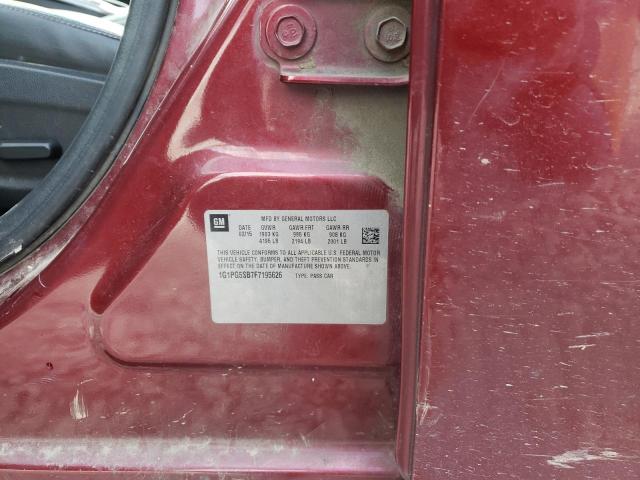 GM
MFD BY GENERAL MOTORS LLC
DATE GVWR GAWR FRT GAWR RR
03/15 1903 KG 995 KG 908 KG
4195 LB 2194 LB 2001 LB
THIS VEHICLE CONFORMS TO ALL APPLICABLE U.S. FEDERAL MOTOR
VEHICLE SAFETY, BUMPER, AND THEFT PREVENTION STANDARDS IN
EFFECT ON THE DATE OF MANUFACTURE SHOWN ABOVE.
1G1PG5SB7F7195626 TYPE: PASS CAR